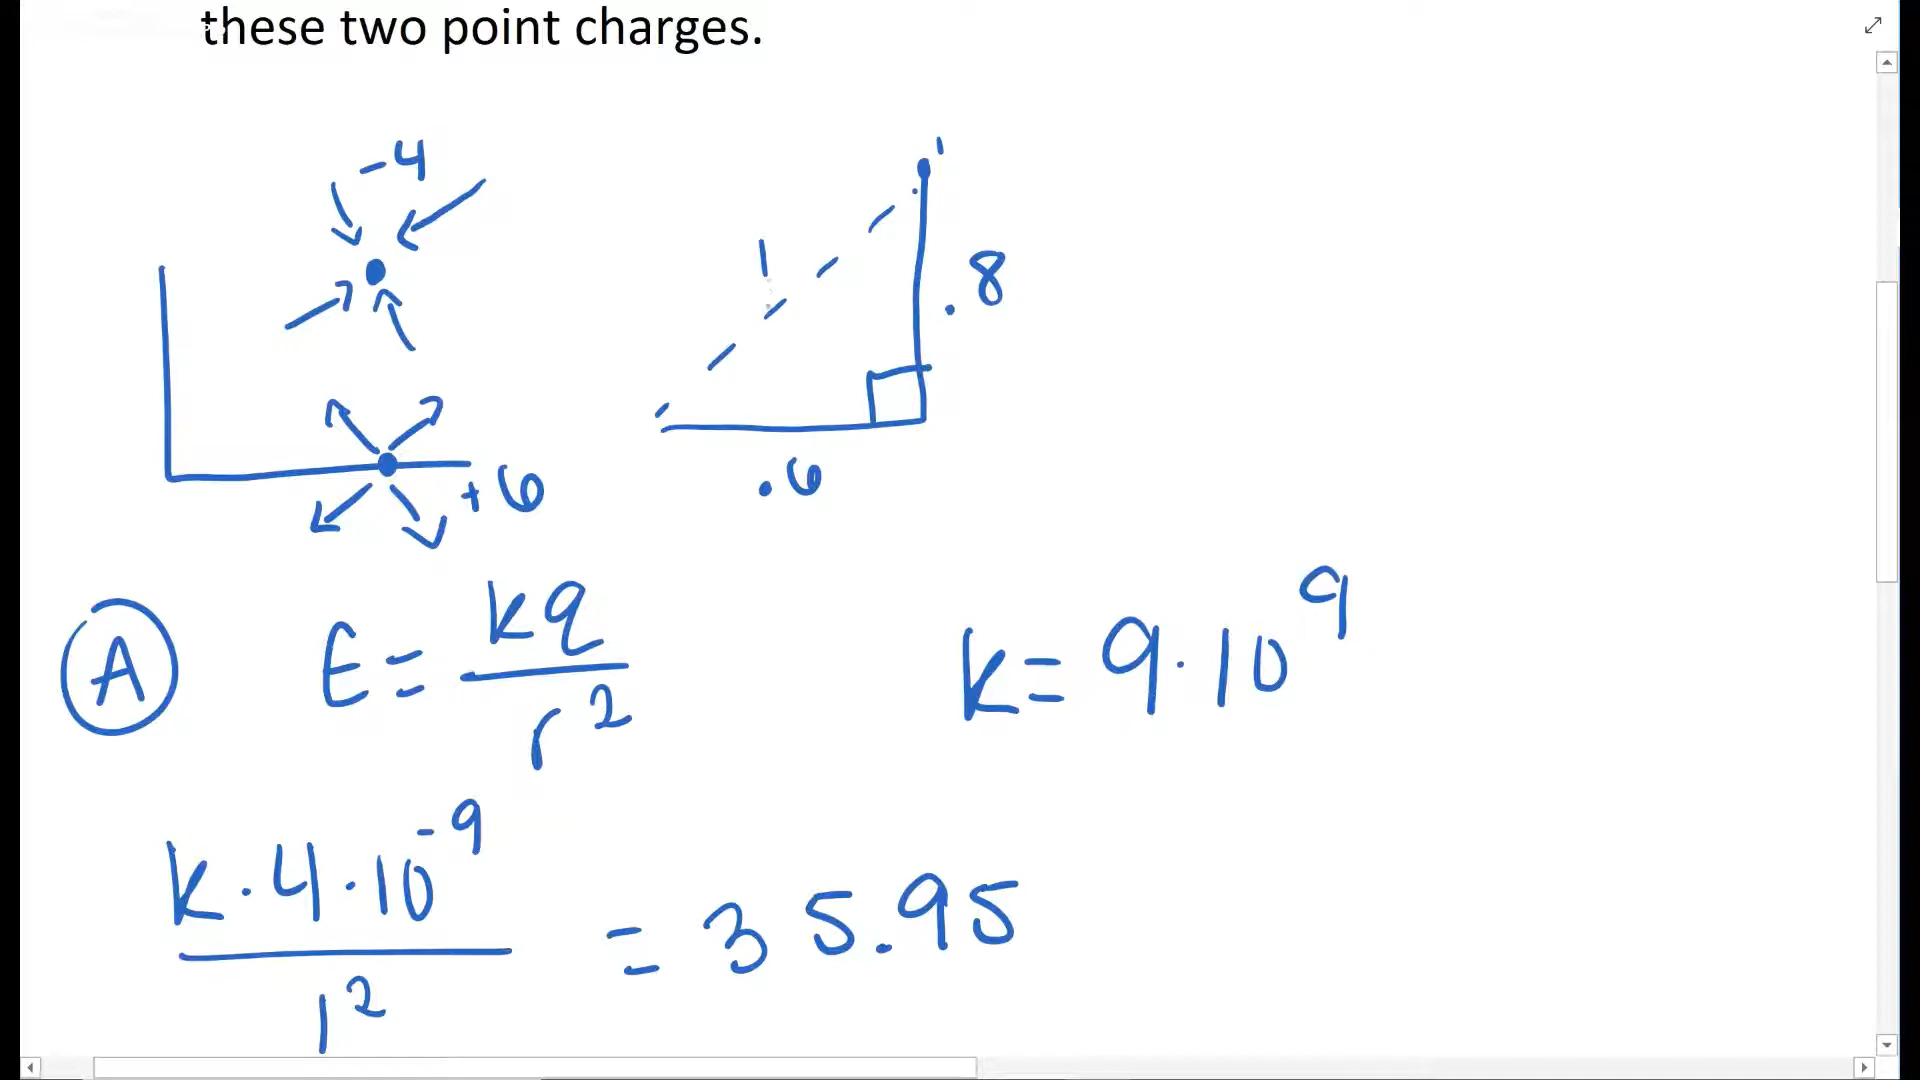 these two point charges.
-4
1
.8
.6
+6
A E = kq / r²
k = 9·10⁹
k·4·10⁻⁹ / 1² = 35.95